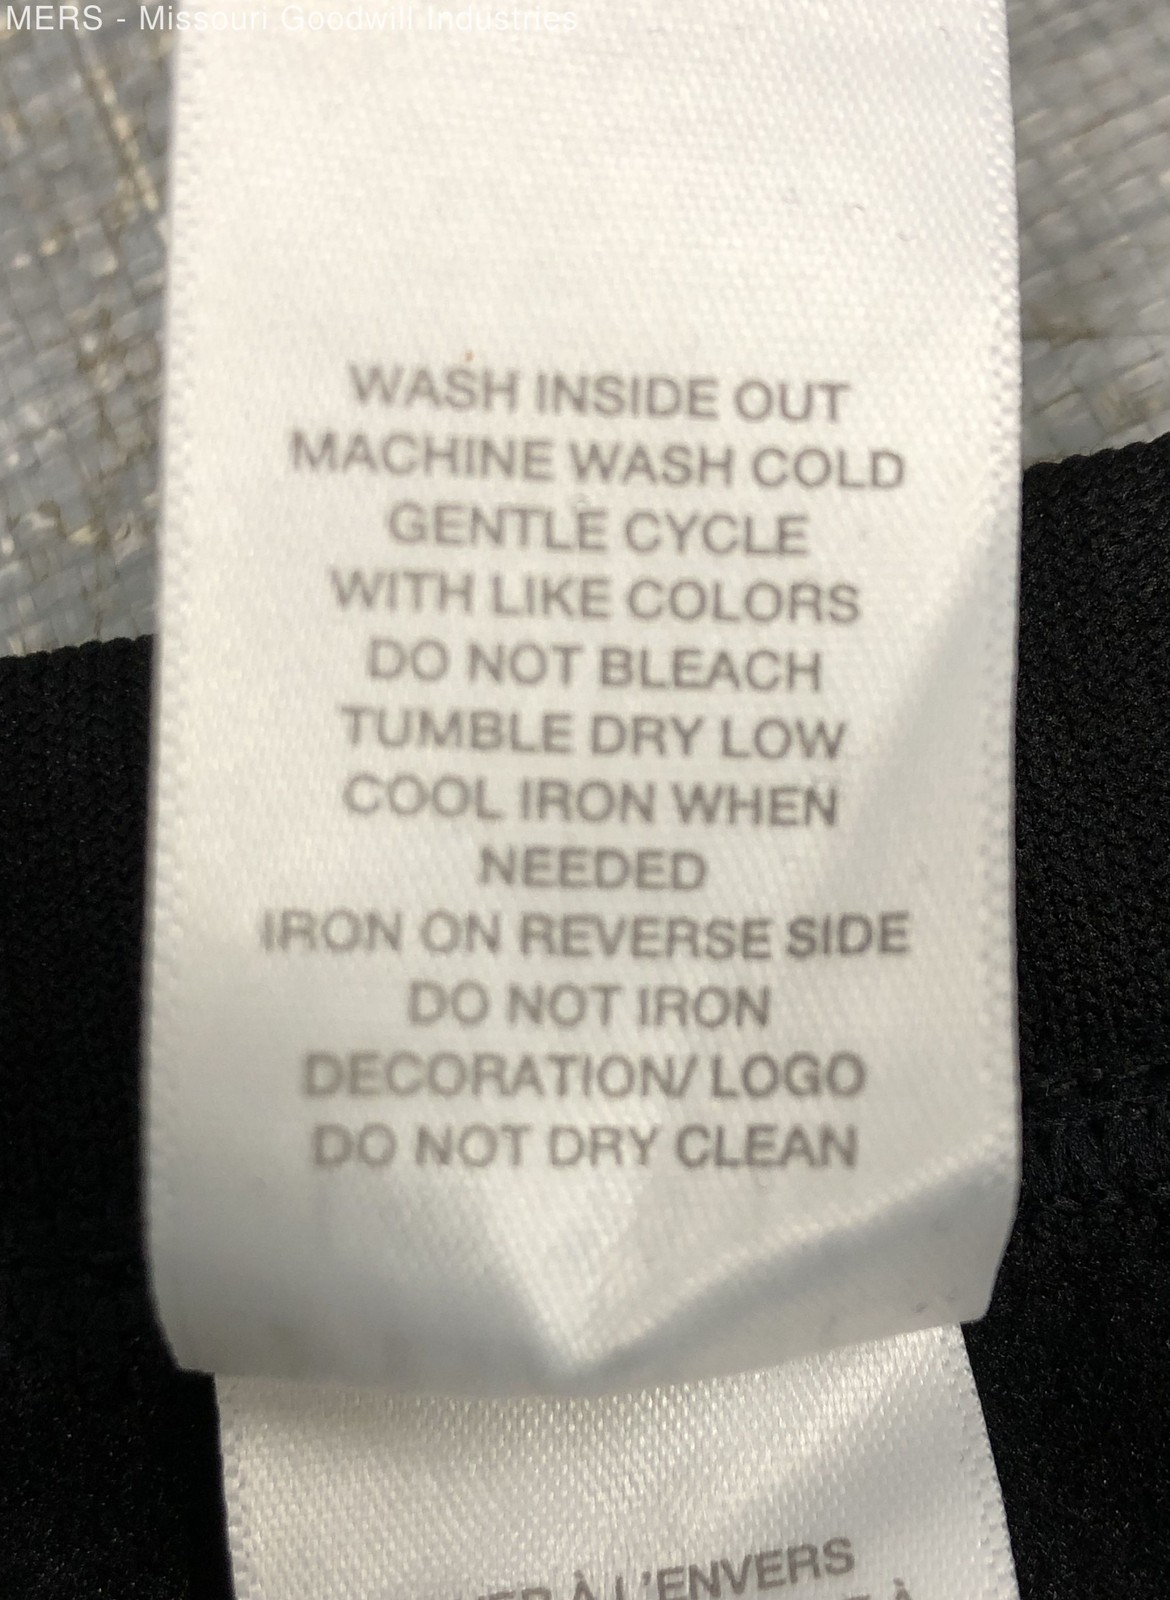 MERS - Missouri Goodwill Industries
WASH INSIDE OUT
MACHINE WASH COLD
GENTLE CYCLE
WITH LIKE COLORS
DO NOT BLEACH
TUMBLE DRY LOW
COOL IRON WHEN
NEEDED
IRON ON REVERSE SIDE
DO NOT IRON
DECORATION/ LOGO
DO NOT DRY CLEAN
À L'ENVERS
À